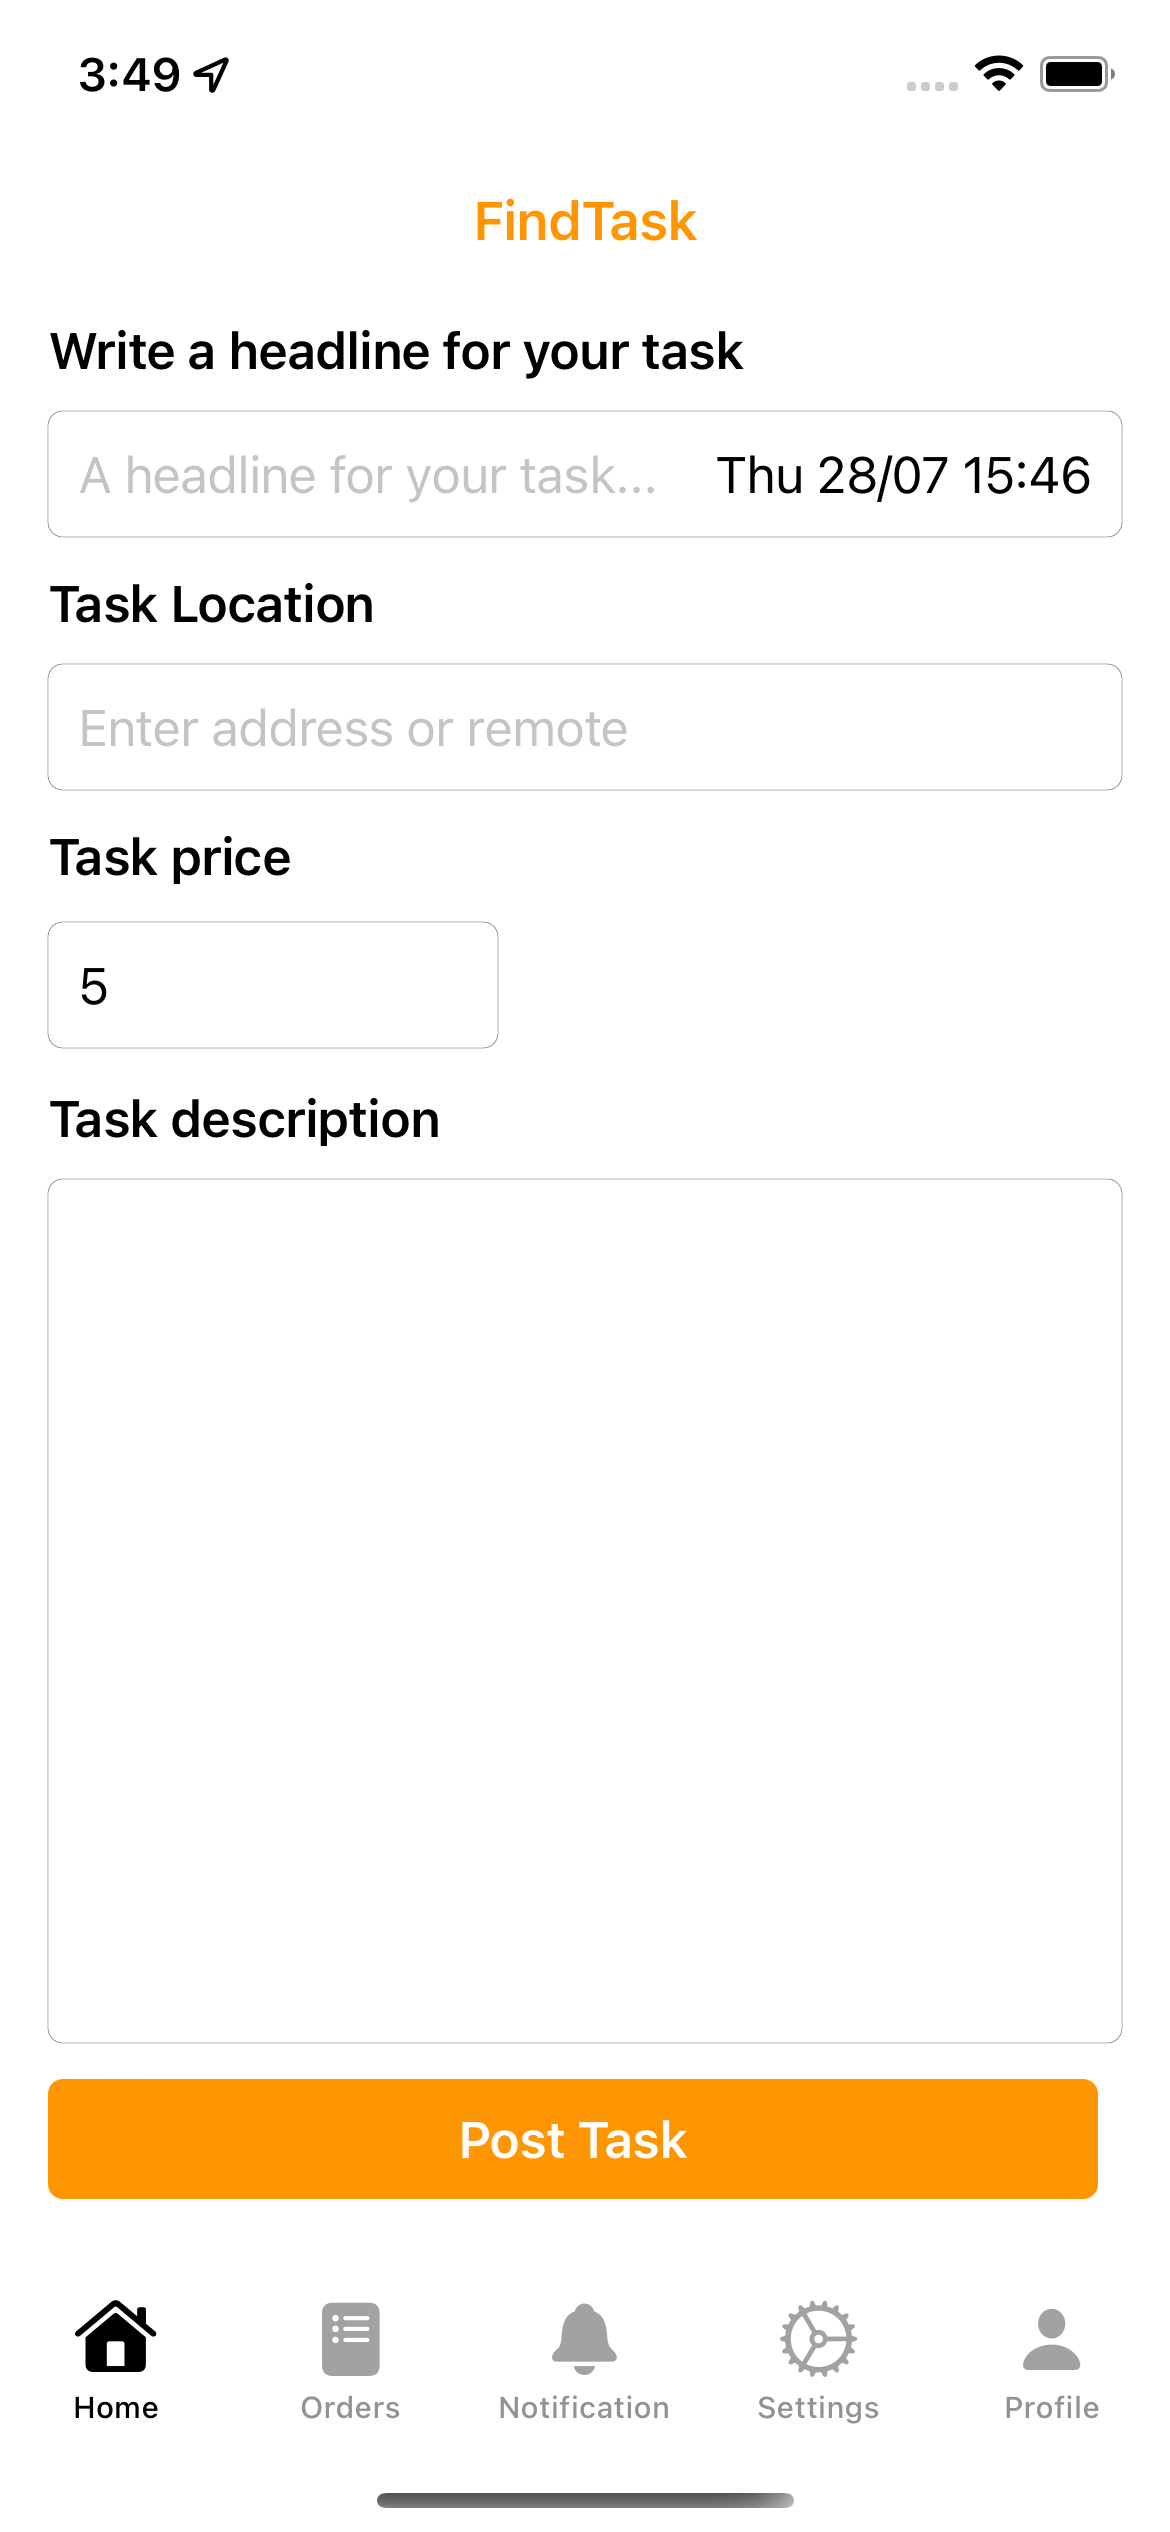 3:49
FindTask
Write a headline for your task
A headline for your task... Thu 28/07 15:46
Task Location
Enter address or remote
Task price
5
Task description
Post Task
Home Orders Notification Settings Profile